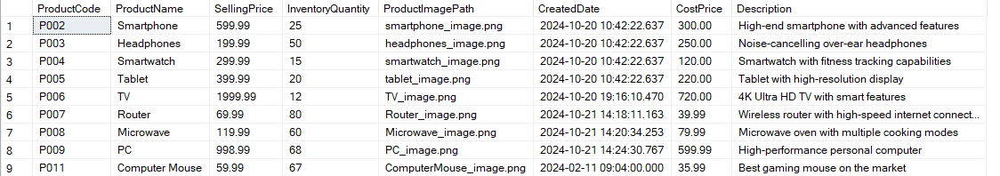 ProductCode ProductName SellingPrice InventoryQuantity ProductImagePath CreatedDate CostPrice Description
1 P002 Smartphone 599.99 25 smartphone_image.png 2024-10-20 10:42:22.637 300.00 High-end smartphone with advanced features
2 P003 Headphones 199.99 50 headphones_image.png 2024-10-20 10:42:22.637 250.00 Noise-cancelling over-ear headphones
3 P004 Smartwatch 299.99 15 smartwatch_image.png 2024-10-20 10:42:22.637 120.00 Smartwatch with fitness tracking capabilities
4 P005 Tablet 399.99 20 tablet_image.png 2024-10-20 10:42:22.637 220.00 Tablet with high-resolution display
5 P006 TV 1999.99 12 TV_image.png 2024-10-20 19:16:10.470 720.00 4K Ultra HD TV with smart features
6 P007 Router 69.99 80 Router_image.png 2024-10-21 14:18:11.163 39.99 Wireless router with high-speed internet connect...
7 P008 Microwave 119.99 60 Microwave_image.png 2024-10-21 14:20:34.253 79.99 Microwave oven with multiple cooking modes
8 P009 PC 998.99 68 PC_image.png 2024-10-21 14:24:30.767 599.99 High-performance personal computer
9 P011 Computer Mouse 59.99 67 ComputerMouse_image.png 2024-02-11 09:04:00.000 35.99 Best gaming mouse on the market